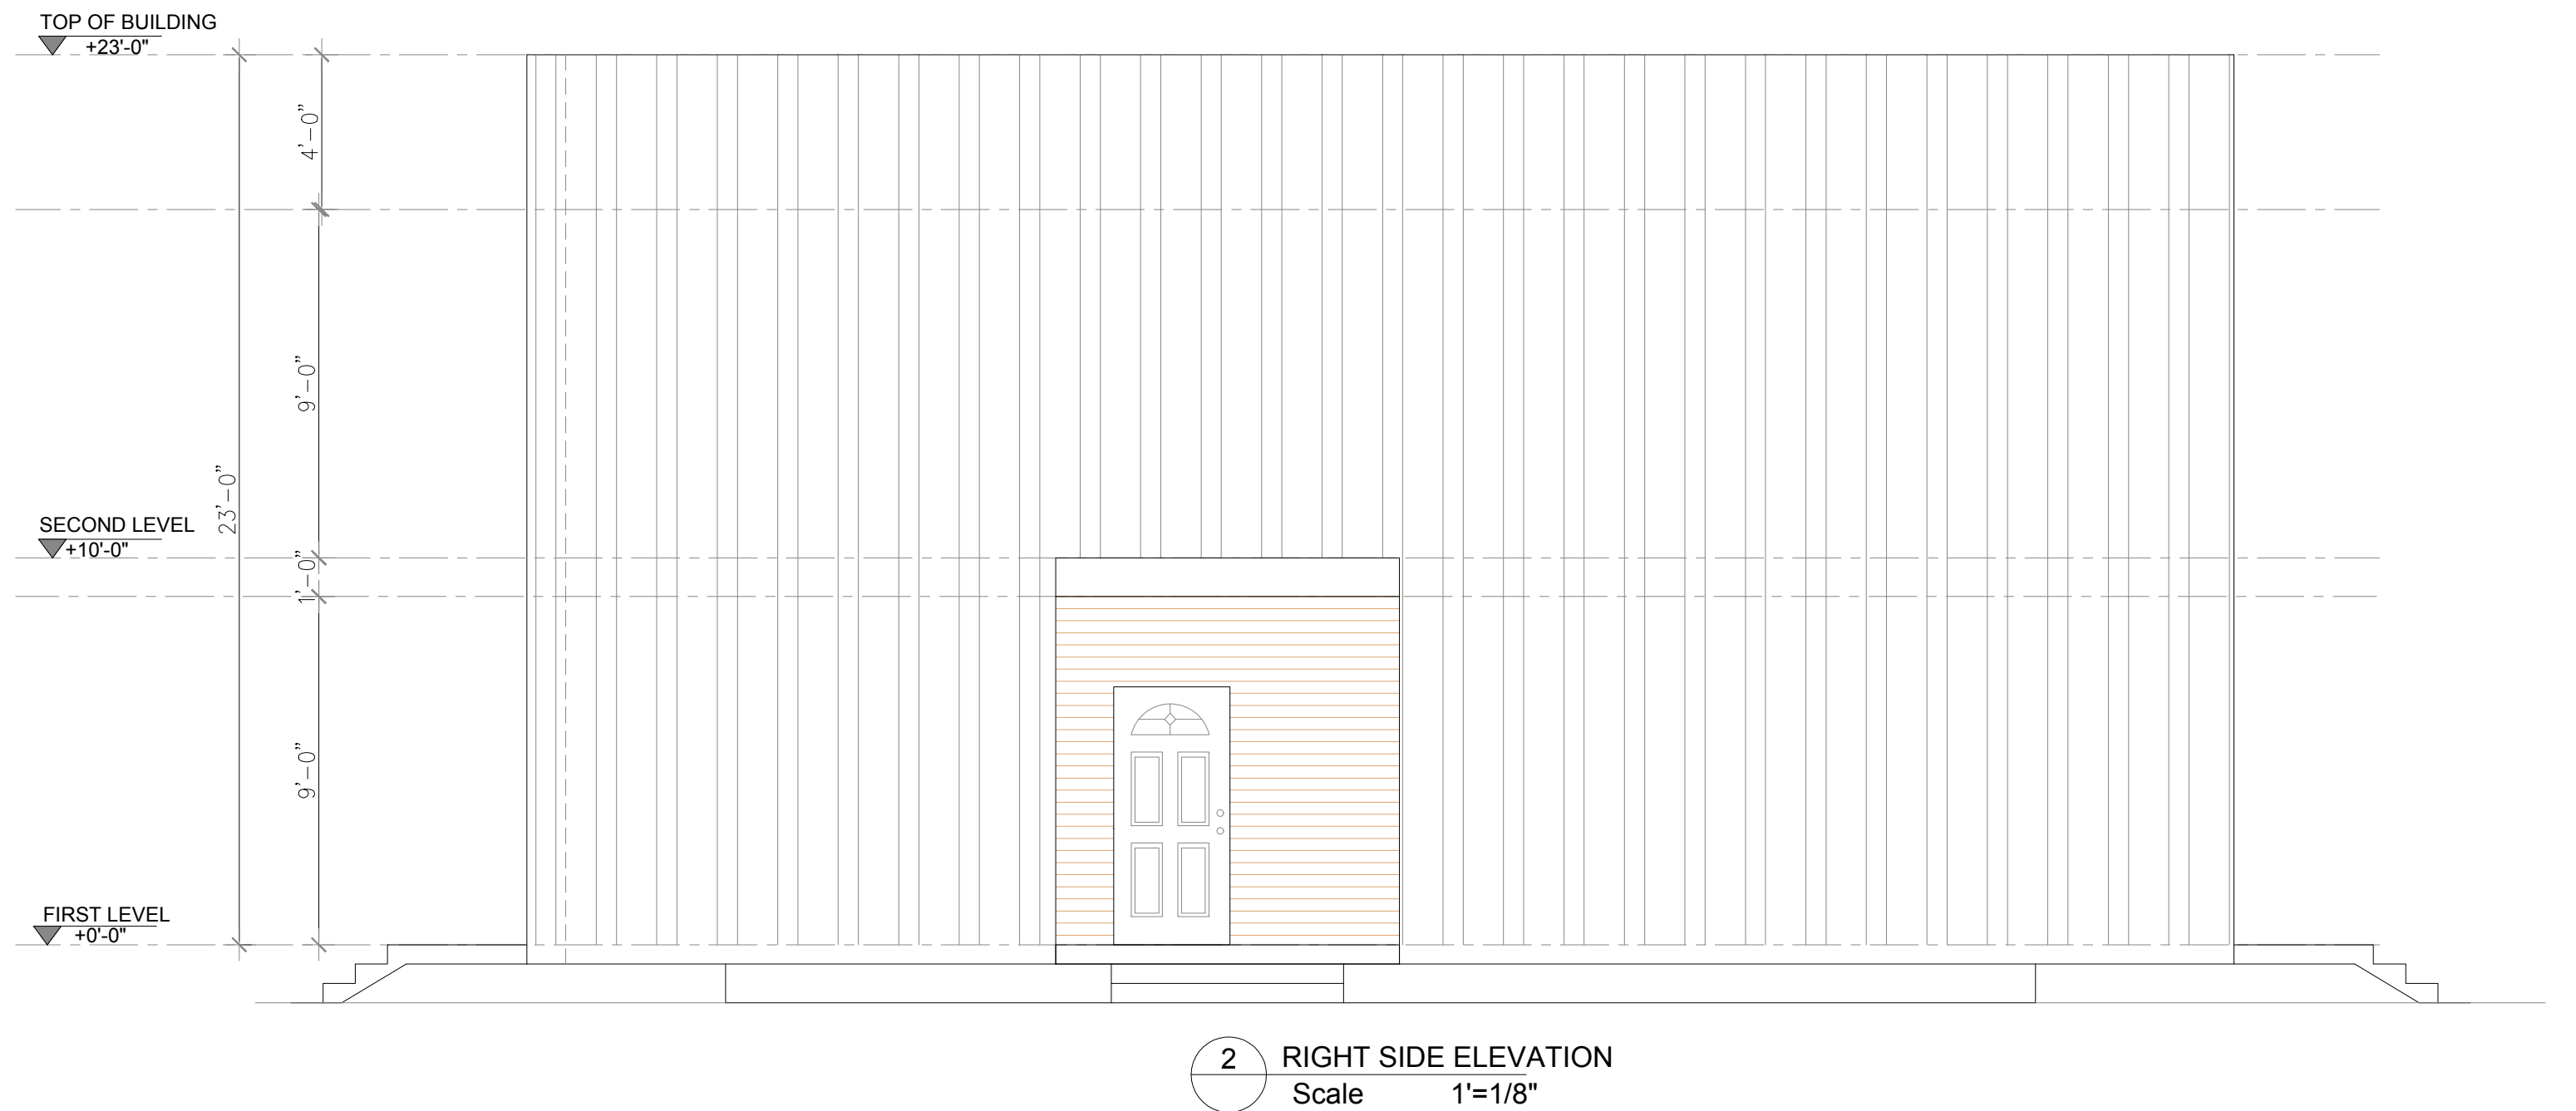 TOP OF BUILDING
+23'-0"
4'-0"
9'-0"
23'-0"
SECOND LEVEL
+10'-0"
1'-0"
9'-0"
FIRST LEVEL
+0'-0"
2 RIGHT SIDE ELEVATION
Scale 1'=1/8"